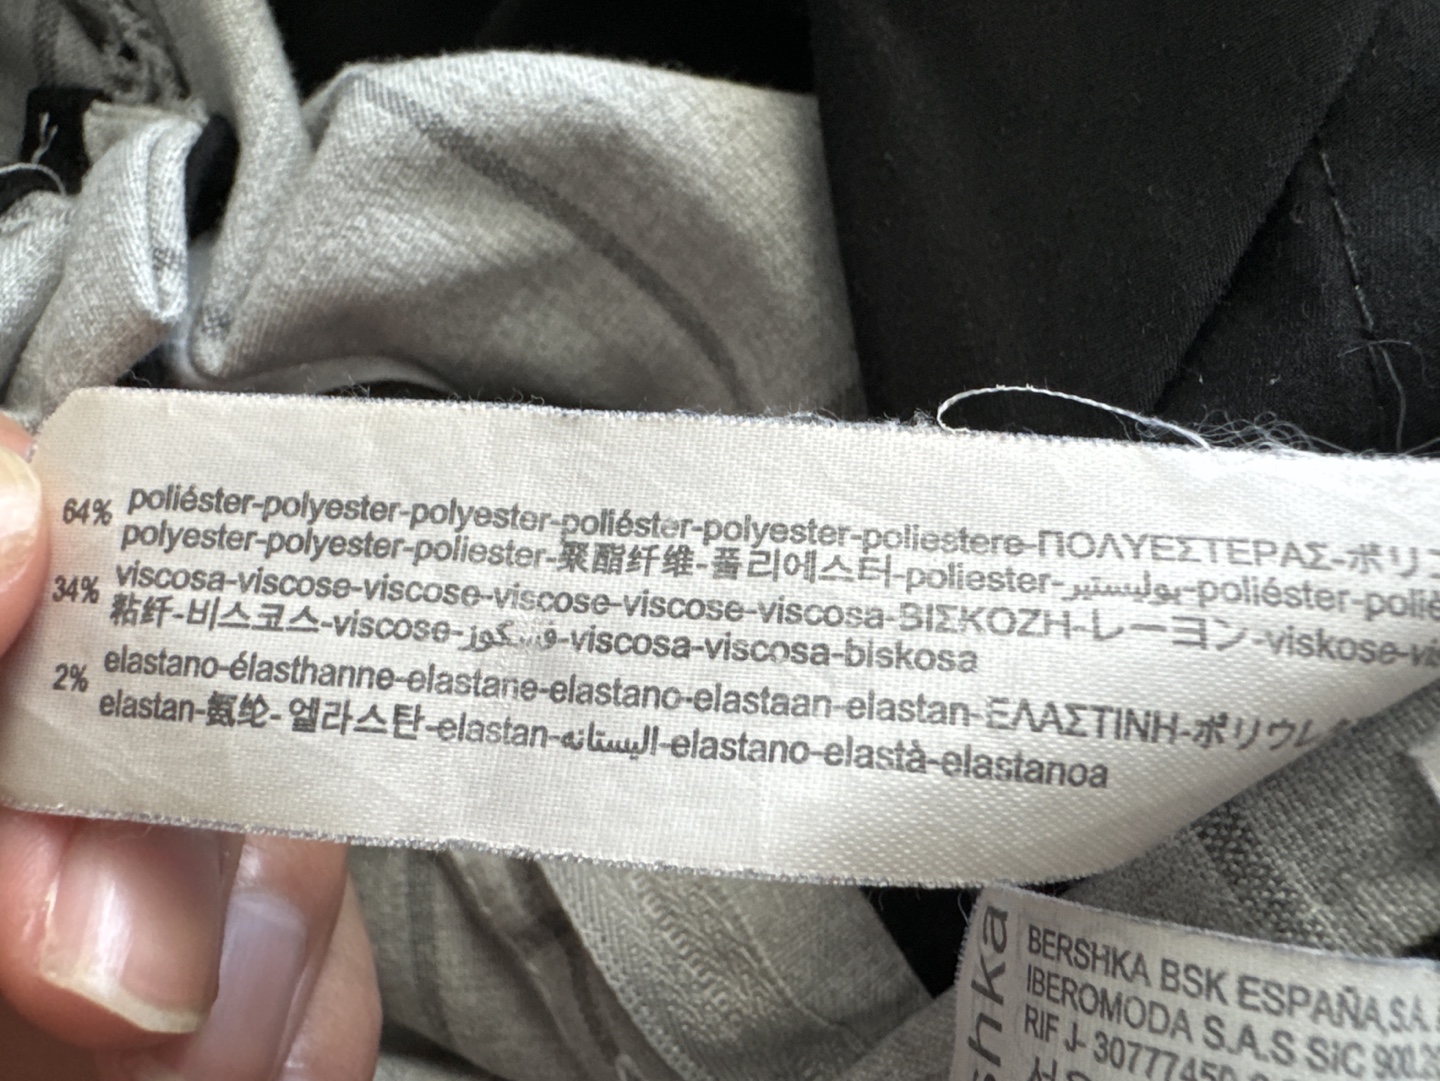 64% poliéster-polyester-polyester-poliéster-polyester-poliestere-ΠΟΛΥΕΣΤΕΡΑΣ-ポリ
polyester-polyester-poliester-聚酯纤维-폴리에스터-poliester-بوليستير-poliéster-polié
34% viscosa-viscose-viscose-viscose-viscose-viscosa-ΒΙΣΚΟΖΗ-レーヨン-viskose-vis
粘纤-비스코스-viscose-فسكوز-viscosa-viscosa-biskosa
2% elastano-élasthanne-elastane-elastano-elastaan-elastan-ΕΛΑΣΤΙΝΗ-ポリウレ
elastan-氨纶-엘라스탄-elastan-اليستانه-elastano-elastà-elastanoa
shka
BERSHKA BSK ESPAÑA,S.A.
IBEROMODA S.A.S SIC 900.2
RIF J- 30777450